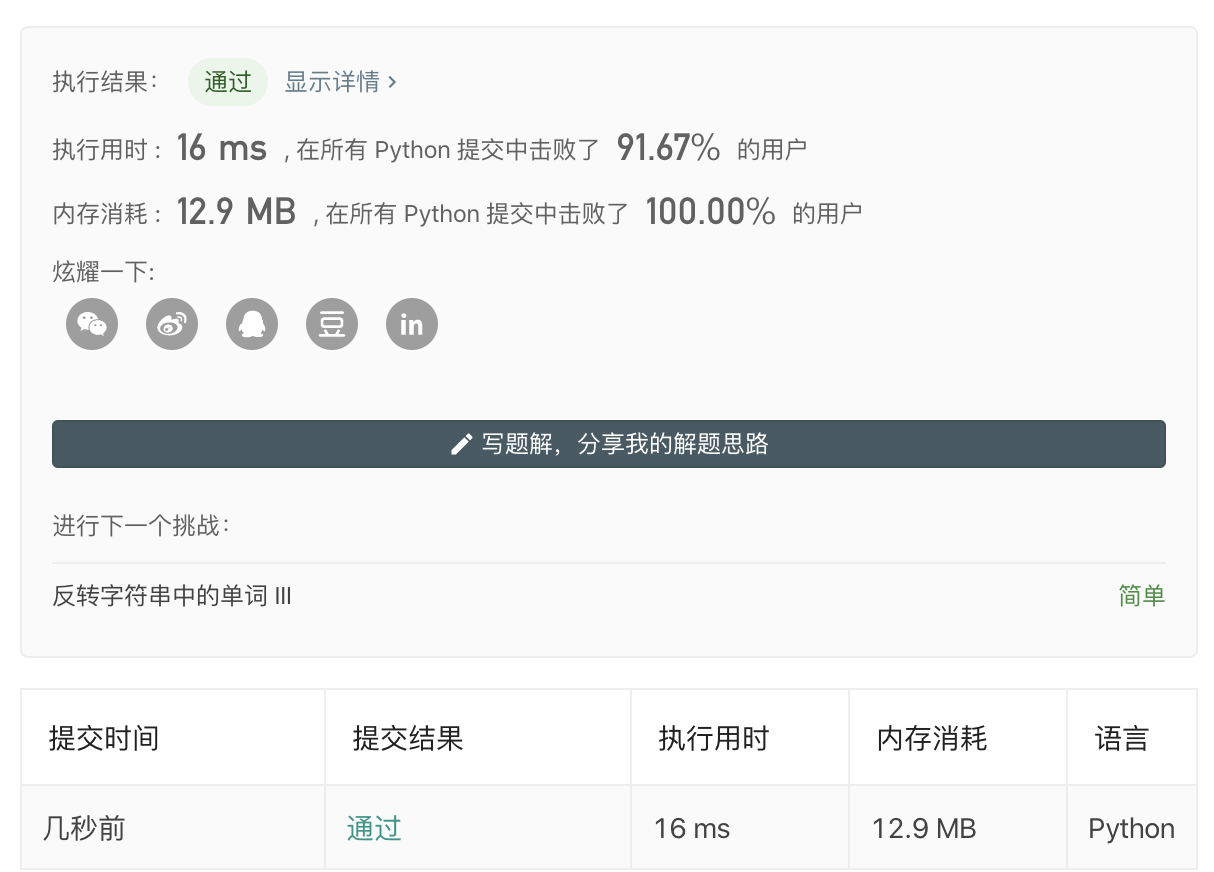 执行结果： 通过 显示详情 ›
执行用时 : 16 ms , 在所有 Python 提交中击败了 91.67% 的用户
内存消耗 : 12.9 MB , 在所有 Python 提交中击败了 100.00% 的用户
炫耀一下:
豆 in
写题解，分享我的解题思路
进行下一个挑战：
反转字符串中的单词 III 简单
提交时间 提交结果 执行用时 内存消耗 语言
几秒前 通过 16 ms 12.9 MB Python